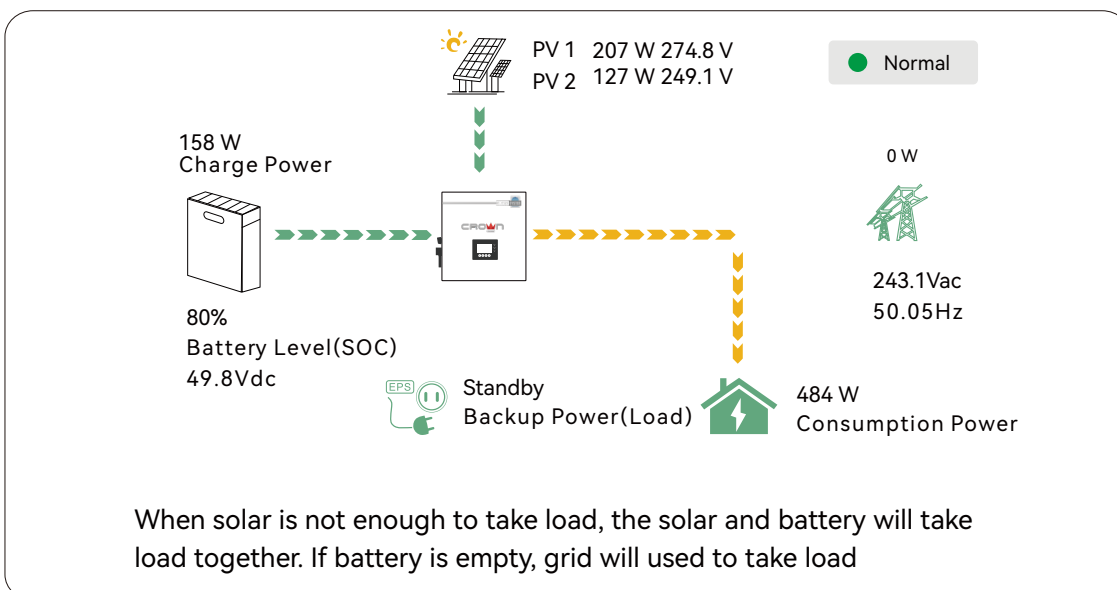 PV 1 207 W 274.8 V
PV 2 127 W 249.1 V
Normal
158 W
Charge Power
0 W
CROWN
243.1Vac
50.05Hz
80%
Battery Level(SOC)
49.8Vdc
EPS
Standby
Backup Power(Load)
484 W
Consumption Power
When solar is not enough to take load, the solar and battery will take
load together. If battery is empty, grid will used to take load